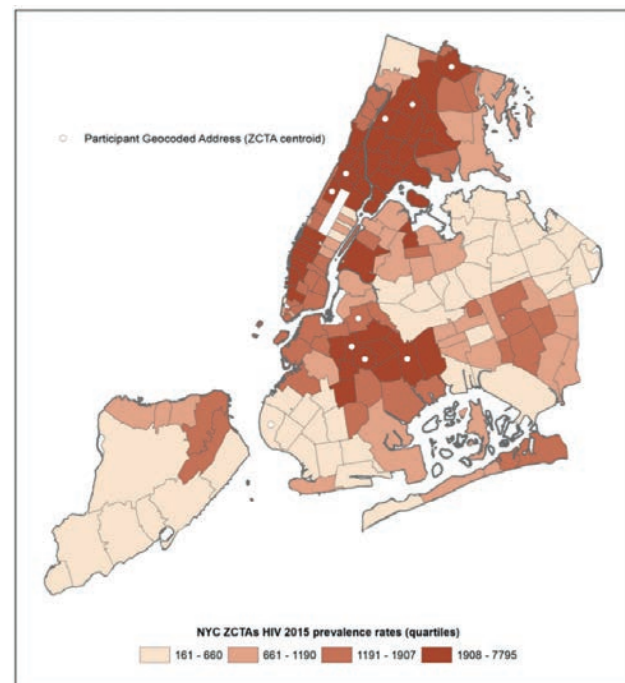 Participant Geocoded Address (ZCTA centroid)
NYC ZCTAs HIV 2015 prevalence rates (quartiles)
161 - 660 661 - 1190 1191 - 1907 1908 - 7795